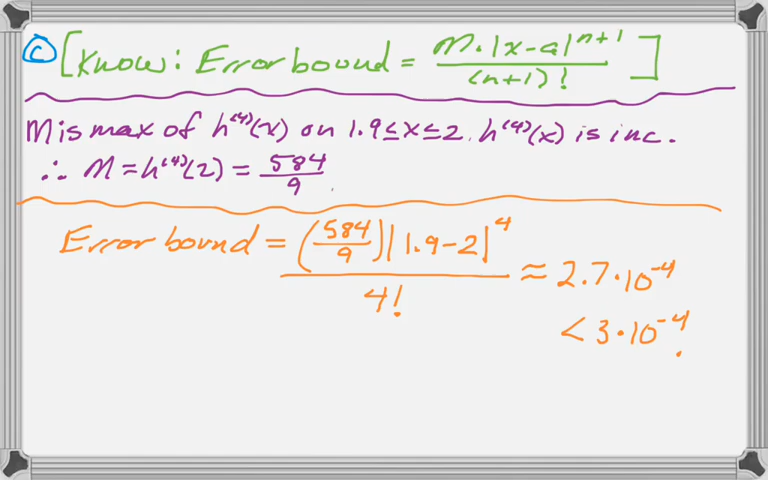 c [Know: Error bound = M·|x-a|ⁿ⁺¹ / (n+1)! ]
M is max of h⁽⁴⁾(x) on 1.9≤x≤2. h⁽⁴⁾(x) is inc.
∴ M = h⁽⁴⁾(2) = 584/9
Error bound = (584/9)|1.9-2|⁴ / 4! ≈ 2.7·10⁻⁴
< 3·10⁻⁴.